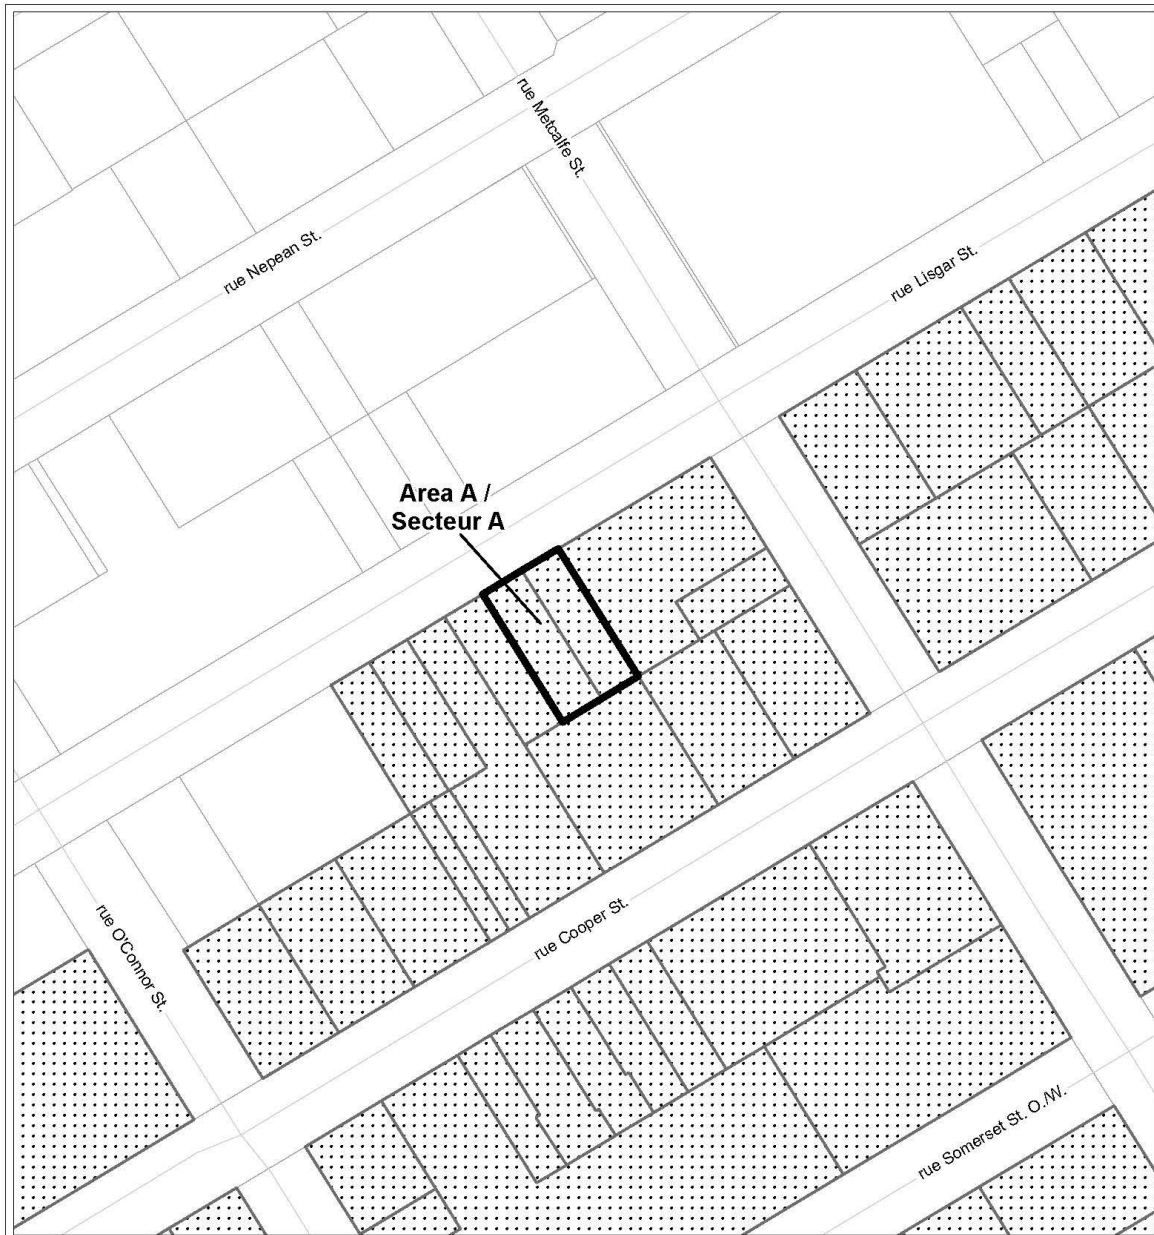 rue Metcalfe St.
rue Nepean St.
rue Lisgar St.
Area A /
Secteur A
rue O'Connor St.
rue Cooper St.
rue Somerset St. O./W.